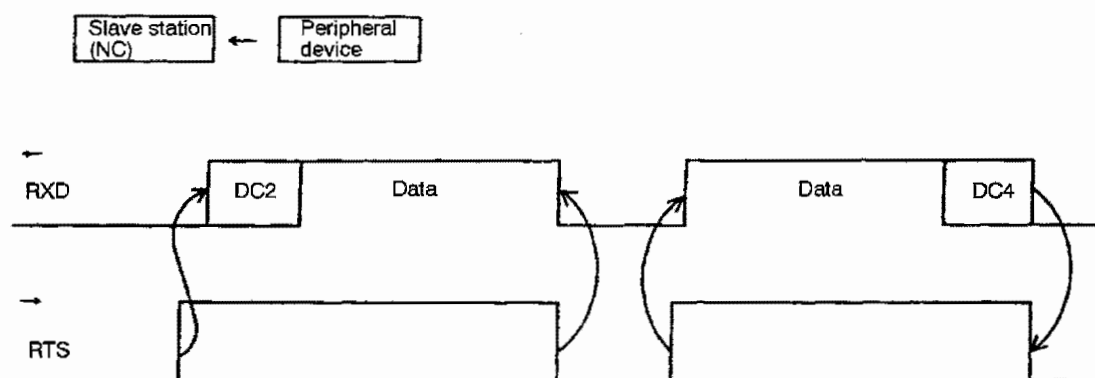 Slave station
(NC)
Peripheral
device
RXD
DC2
Data
Data
DC4
RTS